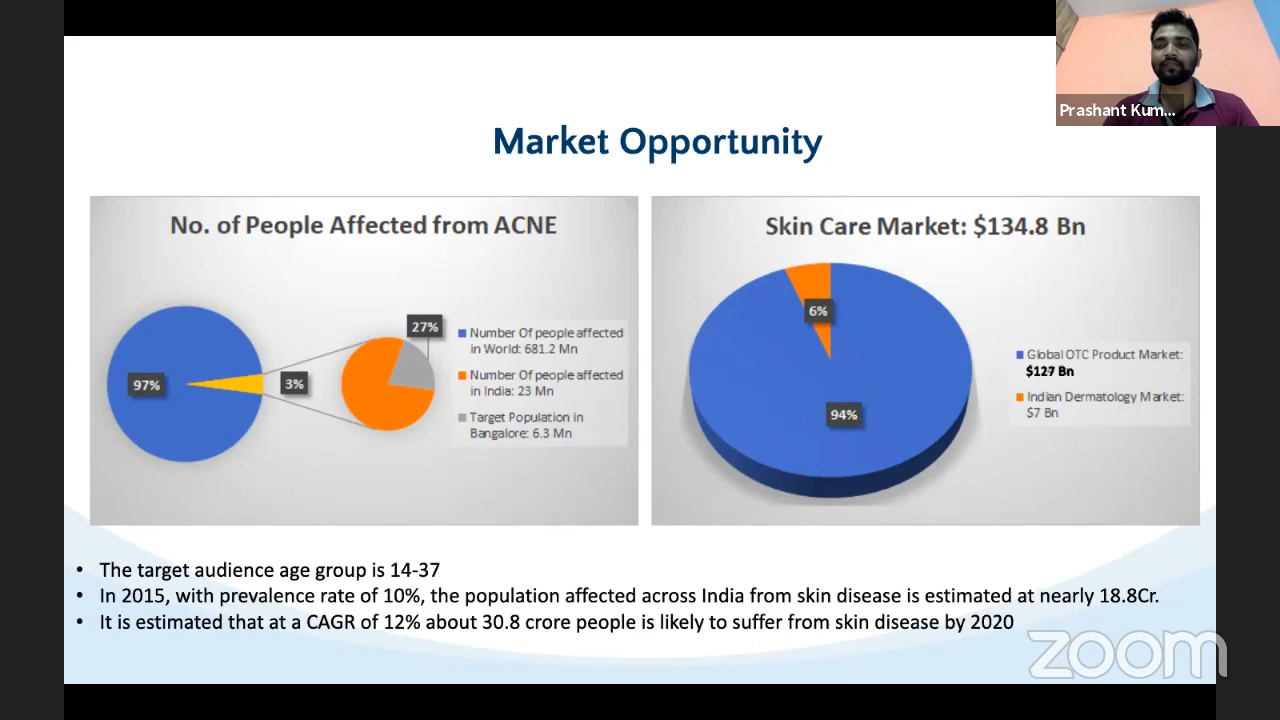 Prashant Kum...
Market Opportunity
No. of People Affected from ACNE
97%
3%
27%
Number Of people affected
in World: 681.2 Mn
Number Of people affected
in India: 23 Mn
Target Population in
Bangalore: 6.3 Mn
Skin Care Market: $134.8 Bn
6%
94%
Global OTC Product Market:
$127 Bn
Indian Dermatology Market:
$7 Bn
• The target audience age group is 14-37
• In 2015, with prevalence rate of 10%, the population affected across India from skin disease is estimated at nearly 18.8Cr.
• It is estimated that at a CAGR of 12% about 30.8 crore people is likely to suffer from skin disease by 2020
zoom